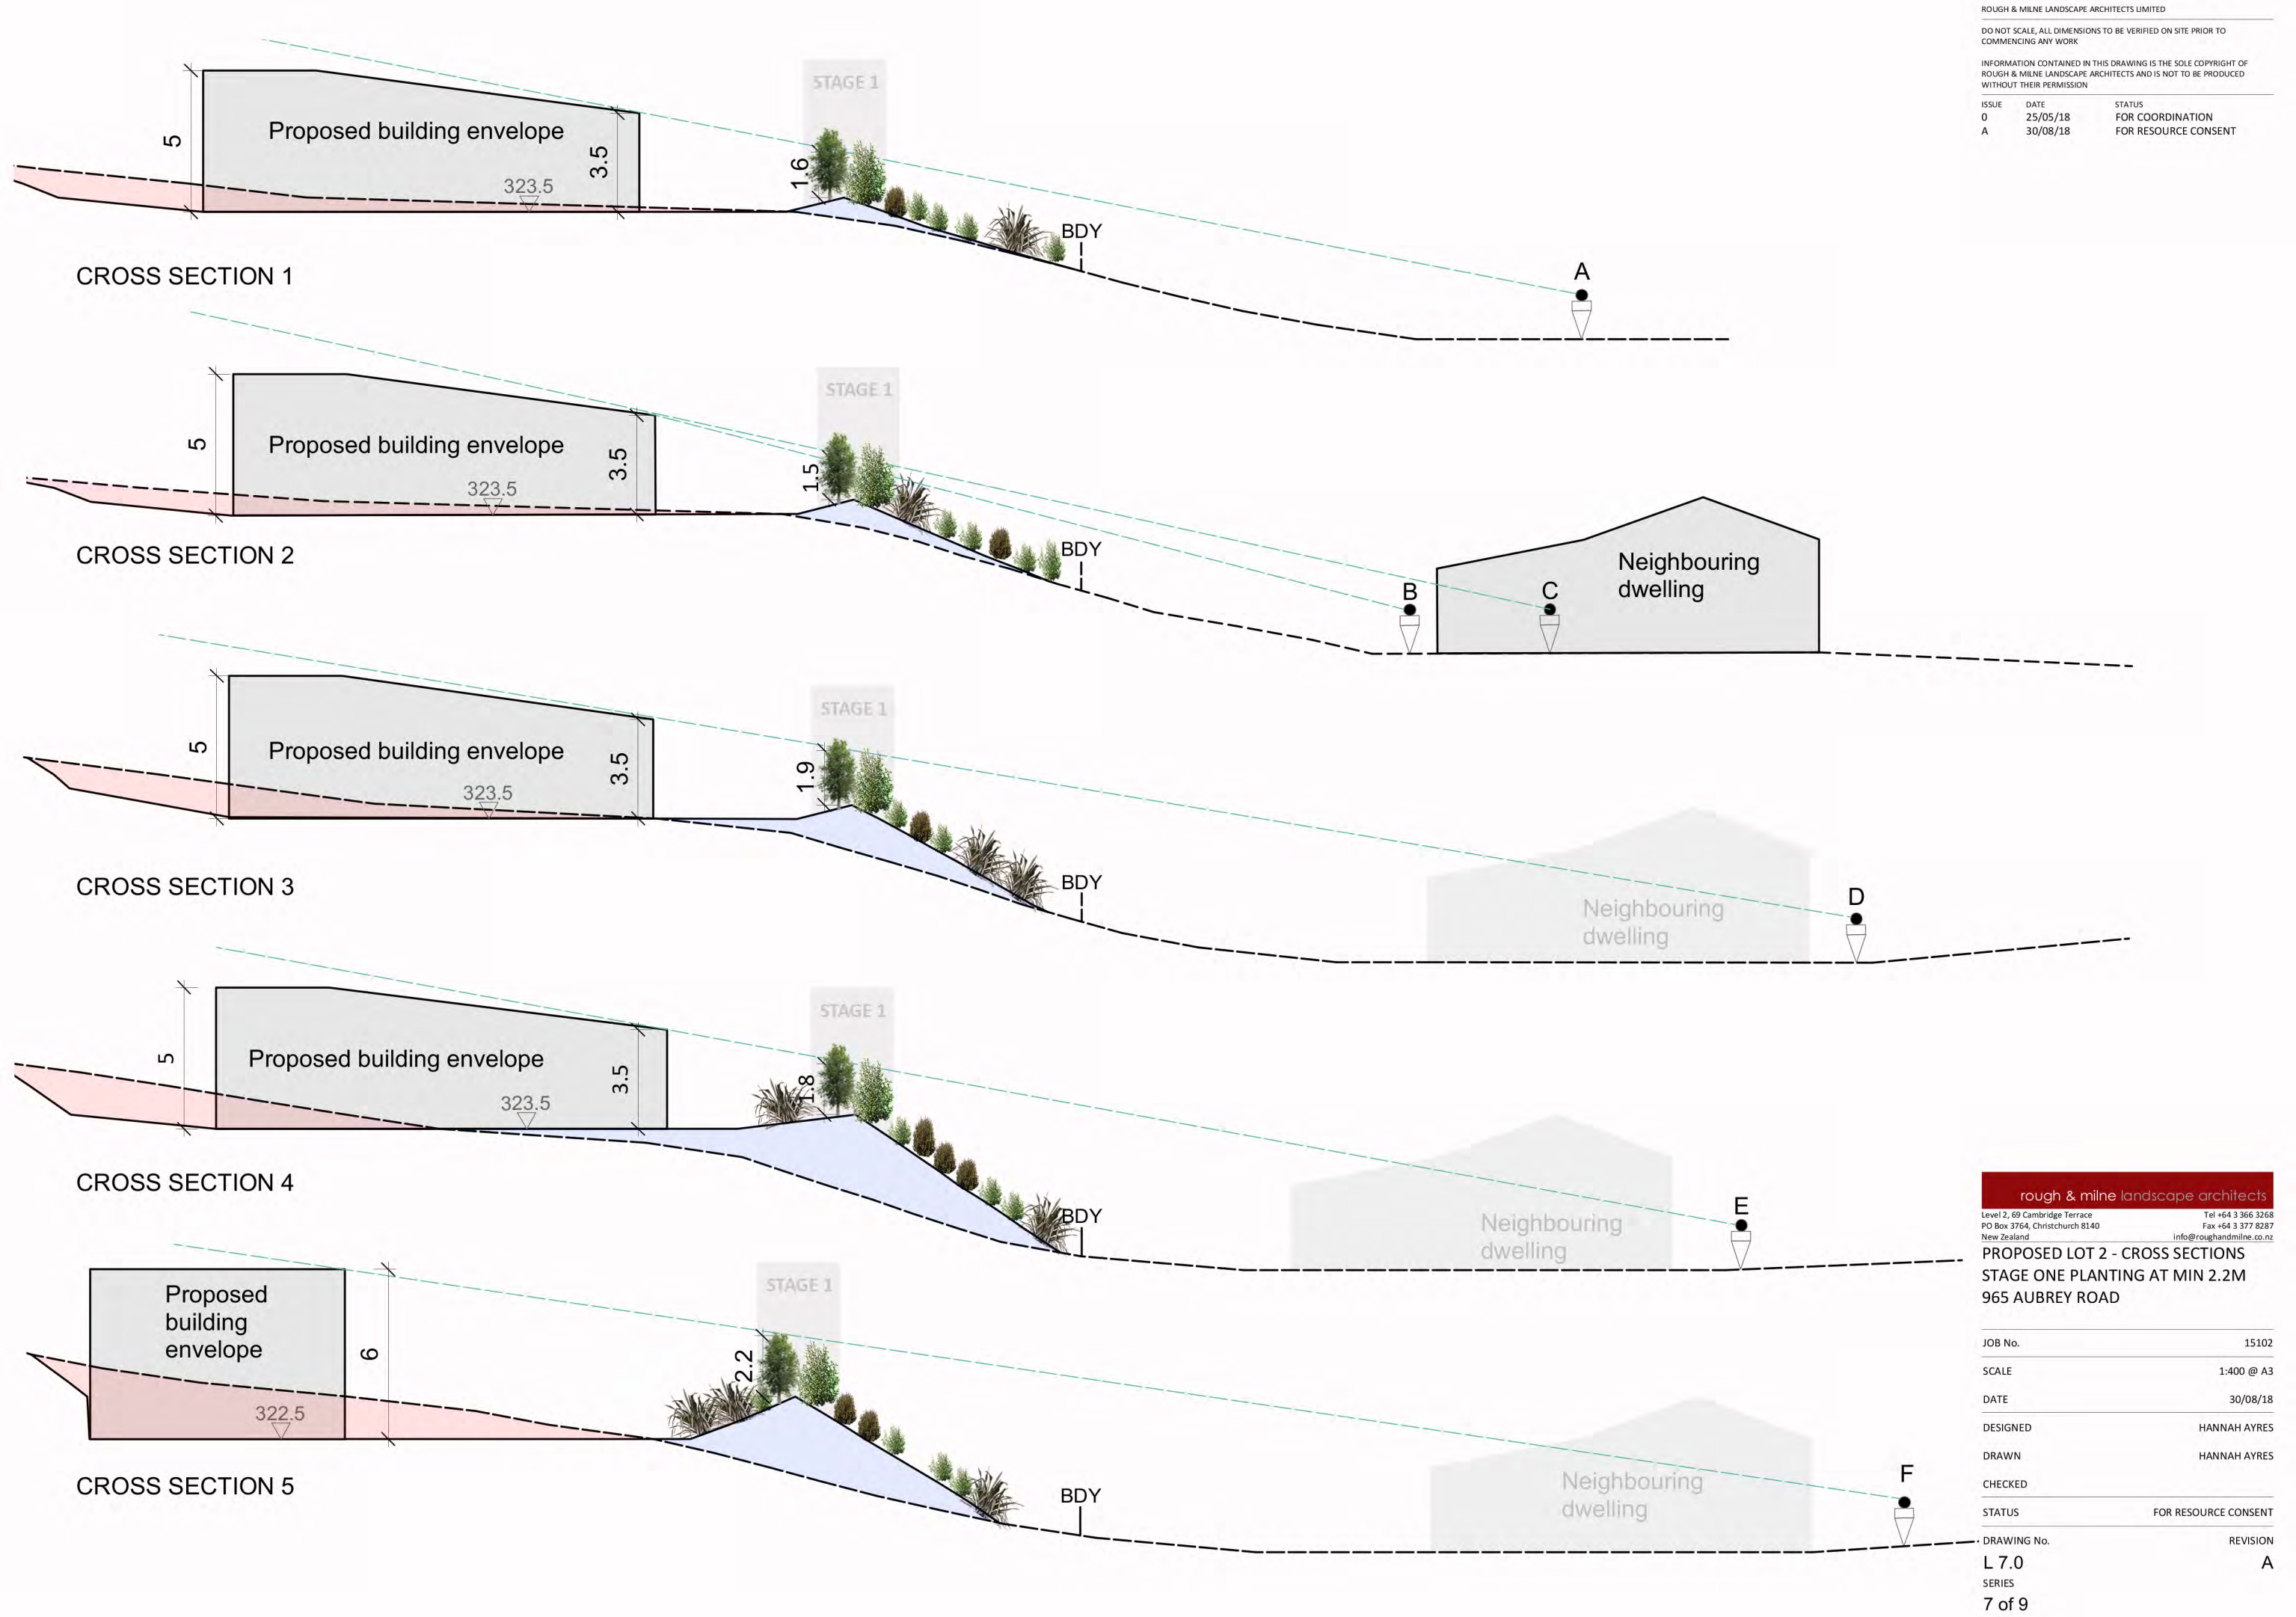 ROUGH & MILNE LANDSCAPE ARCHITECTS LIMITED
DO NOT SCALE, ALL DIMENSIONS TO BE VERIFIED ON SITE PRIOR TO
COMMENCING ANY WORK
INFORMATION CONTAINED IN THIS DRAWING IS THE SOLE COPYRIGHT OF
ROUGH & MILNE LANDSCAPE ARCHITECTS AND IS NOT TO BE PRODUCED
WITHOUT THEIR PERMISSION
ISSUE DATE STATUS
0 25/05/18 FOR COORDINATION
A 30/08/18 FOR RESOURCE CONSENT
STAGE 1
5
Proposed building envelope
3.5
323.5
1.6
BDY
A
CROSS SECTION 1
STAGE 1
5
Proposed building envelope
3.5
323.5
1.5
BDY
B
C
Neighbouring
dwelling
CROSS SECTION 2
STAGE 1
5
Proposed building envelope
3.5
323.5
1.9
BDY
Neighbouring
dwelling
D
CROSS SECTION 3
STAGE 1
5
Proposed building envelope
3.5
323.5
1.8
BDY
Neighbouring
dwelling
E
CROSS SECTION 4
STAGE 1
Proposed
building
envelope
6
322.5
2.2
BDY
Neighbouring
dwelling
F
CROSS SECTION 5
rough & milne landscape architects
Level 2, 69 Cambridge Terrace Tel +64 3 366 3268
PO Box 3764, Christchurch 8140 Fax +64 3 377 8287
New Zealand info@roughandmilne.co.nz
PROPOSED LOT 2 - CROSS SECTIONS
STAGE ONE PLANTING AT MIN 2.2M
965 AUBREY ROAD
JOB No. 15102
SCALE 1:400 @ A3
DATE 30/08/18
DESIGNED HANNAH AYRES
DRAWN HANNAH AYRES
CHECKED
STATUS FOR RESOURCE CONSENT
DRAWING No. REVISION
L 7.0 A
SERIES
7 of 9